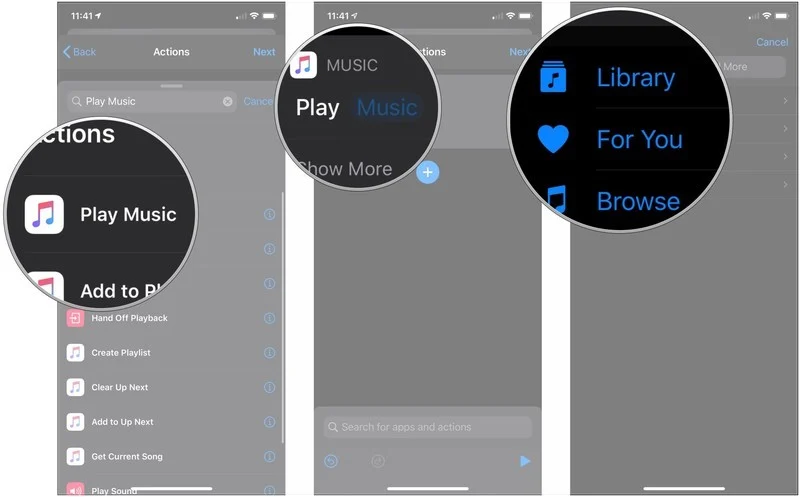 11:41
Back
Actions
Next
Play Music
Cance
ctions
Play Music
Add to Pl
Hand Off Playback
Create Playlist
Clear Up Next
Add to Up Next
Get Current Song
Play Sound
11:41
ctions
Next
MUSIC
Play Music
Show More
Search for apps and actions
Cancel
More
Library
For You
Browse